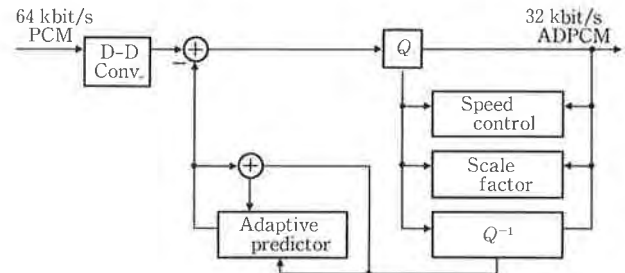 64 kbit/s
PCM
D-D
Conv.
−
+
Q
32 kbit/s
ADPCM
Speed
control
+
Scale
factor
Adaptive
predictor
Q⁻¹